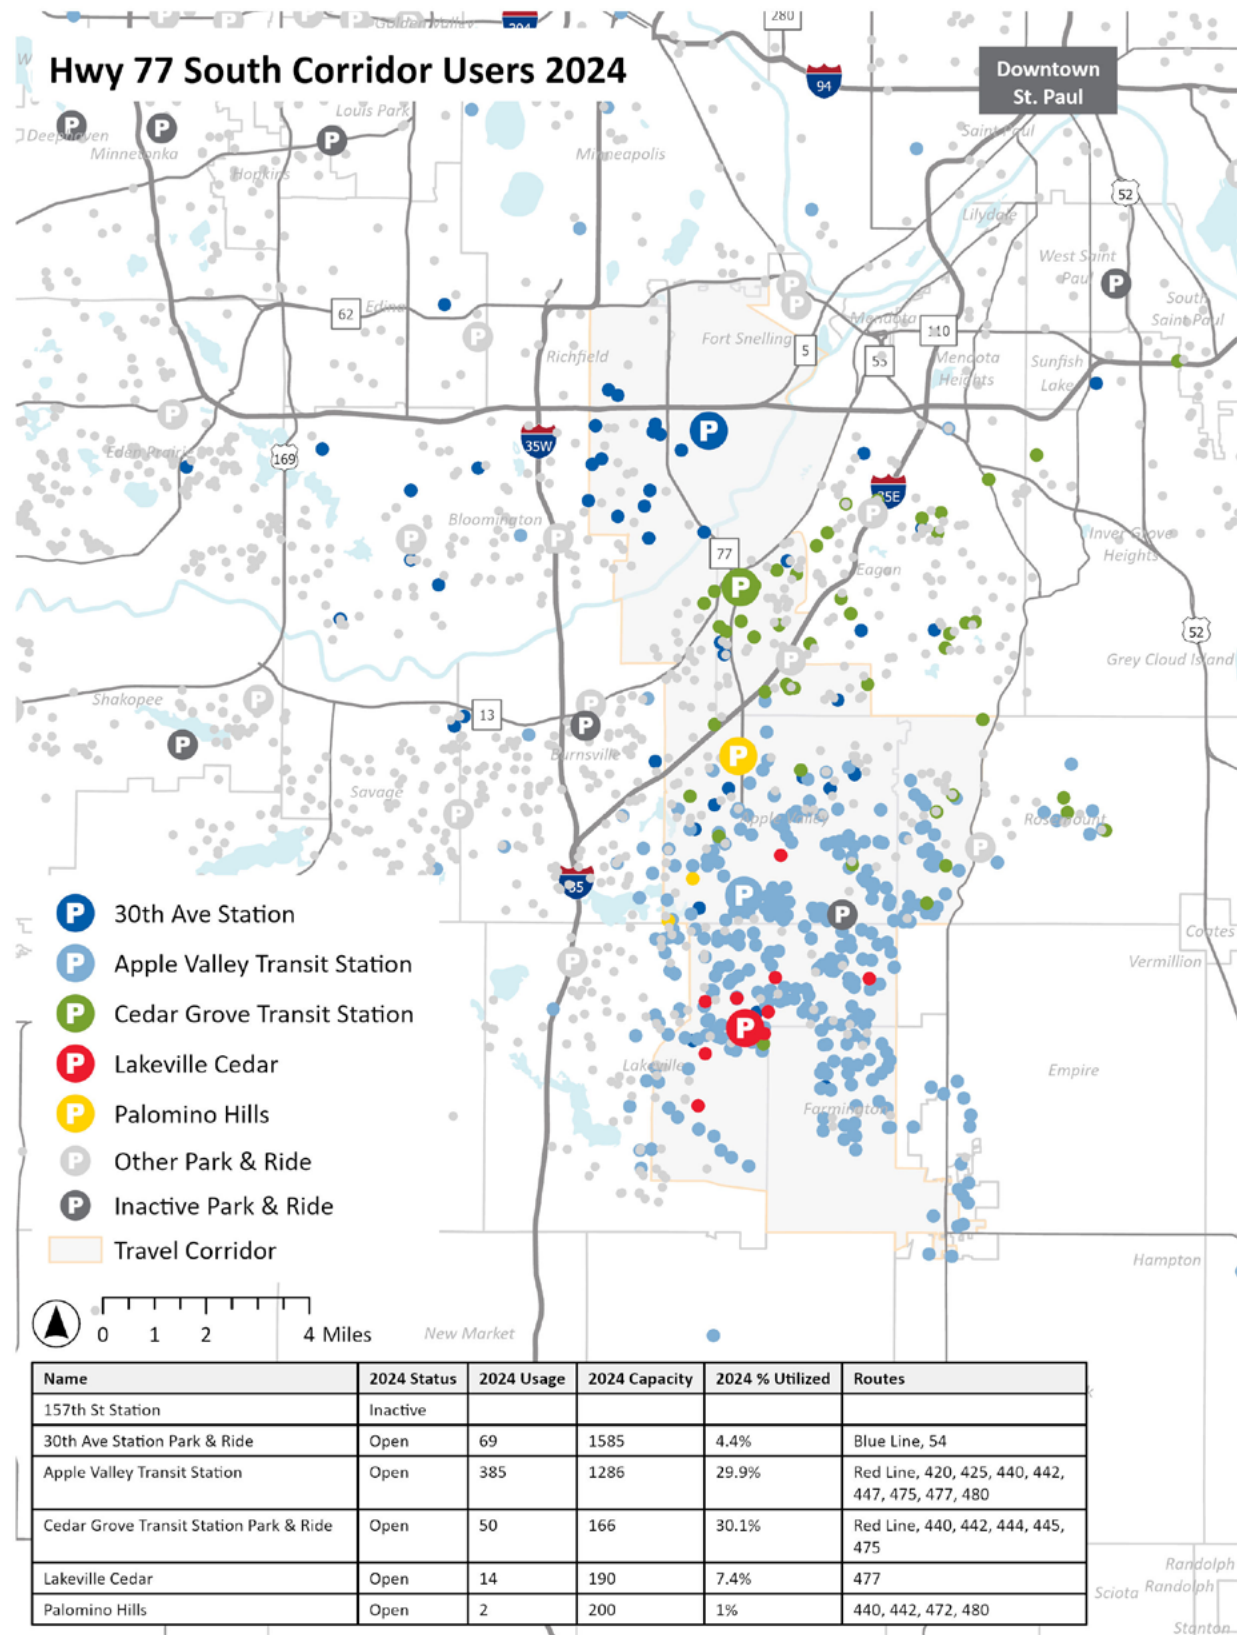 Golden Valley
394
280
Hwy 77 South Corridor Users 2024
94
Downtown
St. Paul
Louis Park
Deephaven
Minnetonka
Hopkins
Minneapolis
Saint Paul
52
Lilydale
West Saint
Paul
South
Saint Paul
62
Edina
Richfield
Fort Snelling
5
Mendota
110
55
Mendota
Heights
Sunfish
Lake
Eden Prairie
169
35W
35E
Bloomington
77
Eagan
Inver Grove
Heights
52
Grey Cloud Island
Shakopee
13
Burnsville
Savage
Apple Valley
Rosemount
35
Coates
Vermillion
Lakeville
Empire
Farmington
Hampton
New Market
P 30th Ave Station
P Apple Valley Transit Station
P Cedar Grove Transit Station
P Lakeville Cedar
P Palomino Hills
P Other Park & Ride
P Inactive Park & Ride
Travel Corridor
0 1 2 4 Miles
Name 2024 Status 2024 Usage 2024 Capacity 2024 % Utilized Routes
157th St Station Inactive
30th Ave Station Park & Ride Open 69 1585 4.4% Blue Line, 54
Apple Valley Transit Station Open 385 1286 29.9% Red Line, 420, 425, 440, 442,
447, 475, 477, 480
Cedar Grove Transit Station Park & Ride Open 50 166 30.1% Red Line, 440, 442, 444, 445,
475
Lakeville Cedar Open 14 190 7.4% 477
Palomino Hills Open 2 200 1% 440, 442, 472, 480
Randolph
Sciota Randolph
Stanton